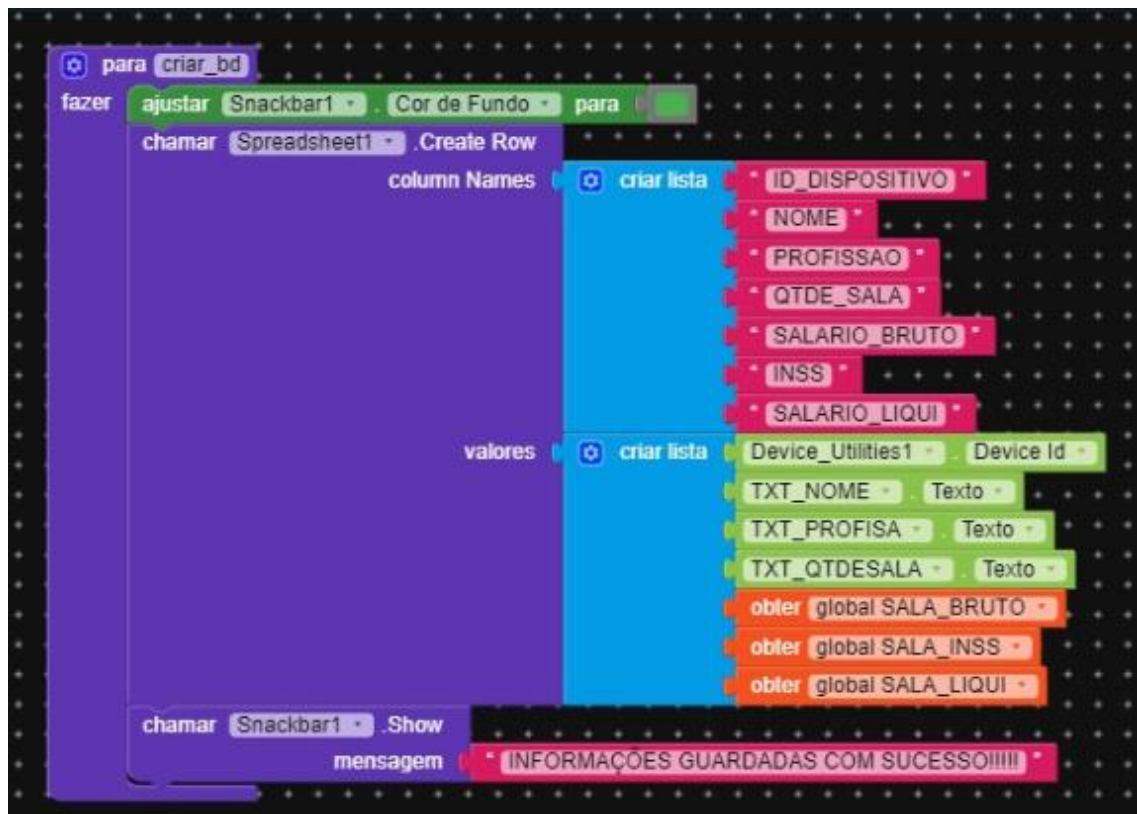 para criar_bd
fazer ajustar Snackbar1 . Cor de Fundo para
chamar Spreadsheet1 .Create Row
column Names criar lista " ID_DISPOSITIVO "
" NOME "
" PROFISSAO "
" QTDE_SALA "
" SALARIO_BRUTO "
" INSS "
" SALARIO_LIQUI "
valores criar lista Device_Utilities1 . Device Id
TXT_NOME . Texto
TXT_PROFISA . Texto
TXT_QTDESALA . Texto
obter global SALA_BRUTO
obter global SALA_INSS
obter global SALA_LIQUI
chamar Snackbar1 .Show
mensagem " INFORMAÇÕES GUARDADAS COM SUCESSO!!!!! "